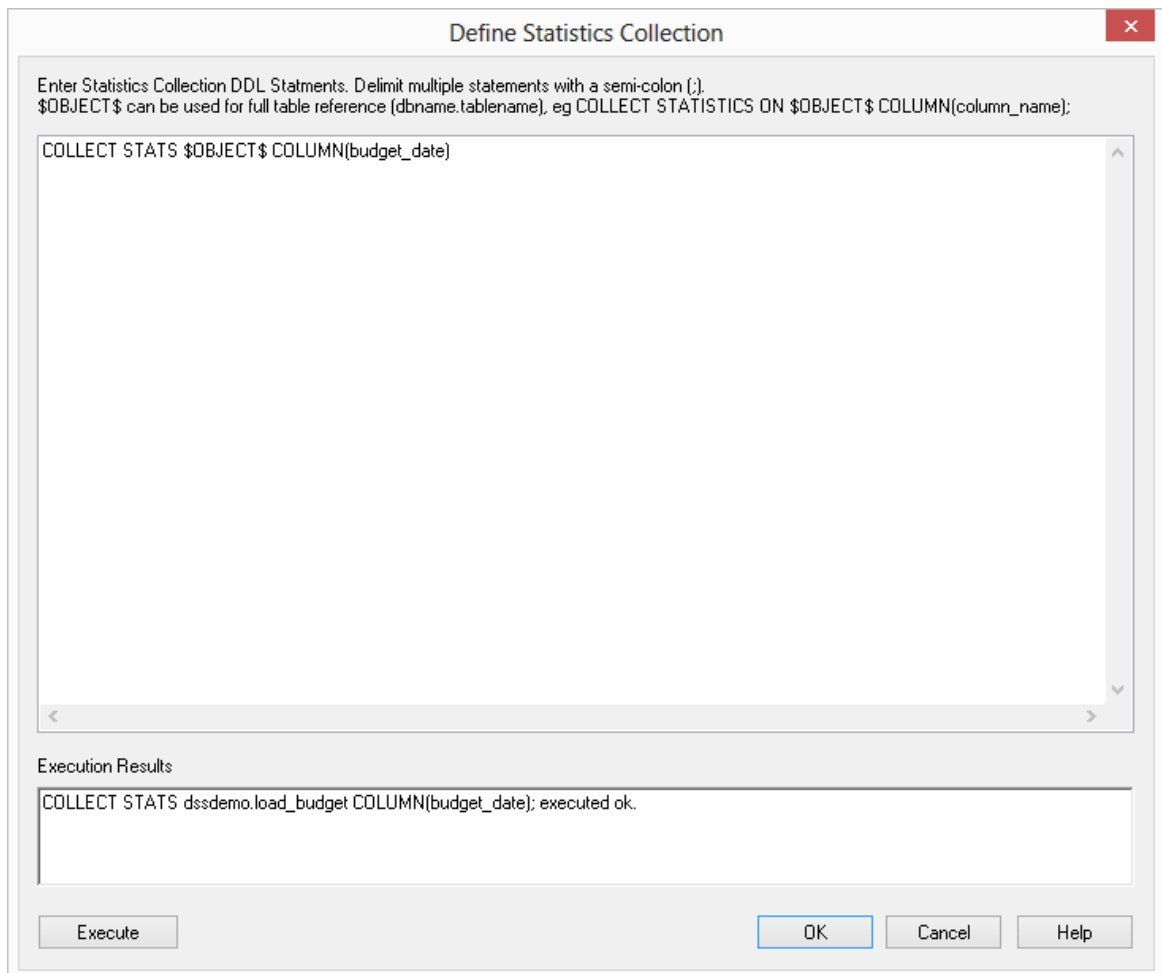 Define Statistics Collection
Enter Statistics Collection DDL Statments. Delimit multiple statements with a semi-colon (;).
$OBJECT$ can be used for full table reference (dbname.tablename), eg COLLECT STATISTICS ON $OBJECT$ COLUMN(column_name);
COLLECT STATS $OBJECT$ COLUMN(budget_date)
Execution Results
COLLECT STATS dssdemo.load_budget COLUMN(budget_date); executed ok.
Execute
OK
Cancel
Help